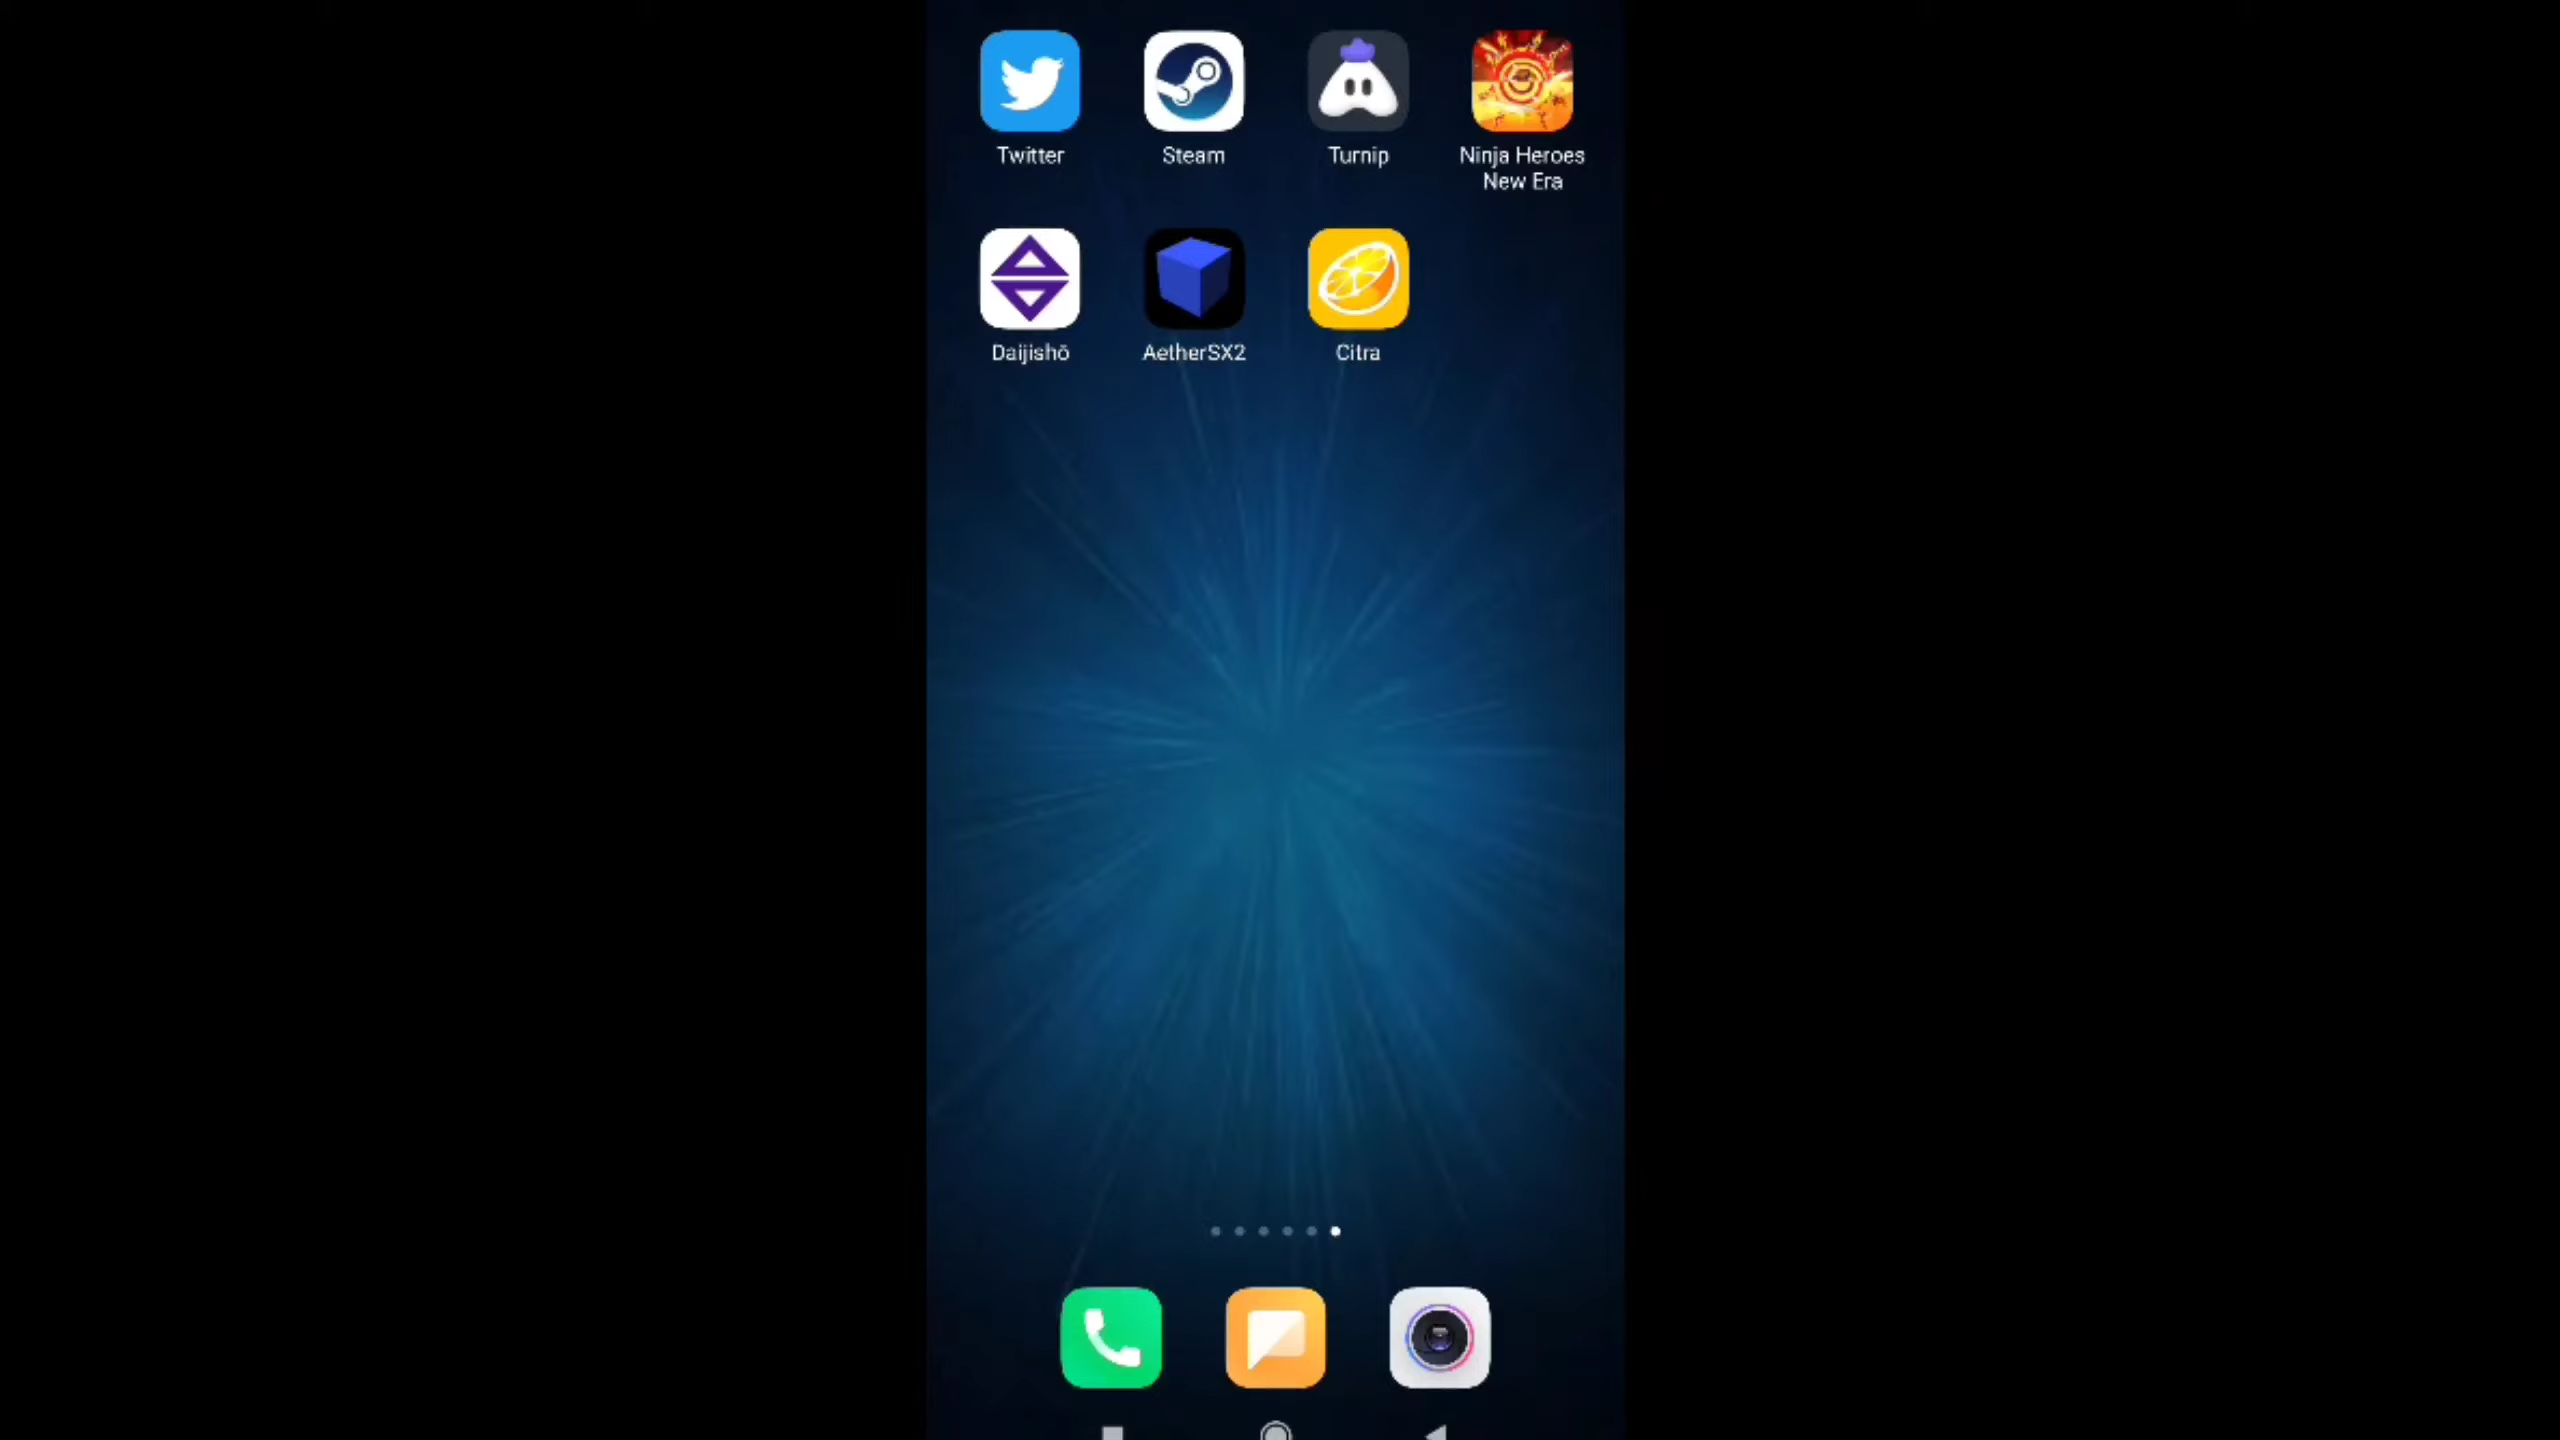 Twitter
Steam
Turnip
Ninja Heroes
New Era
Daijishō
AetherSX2
Citra